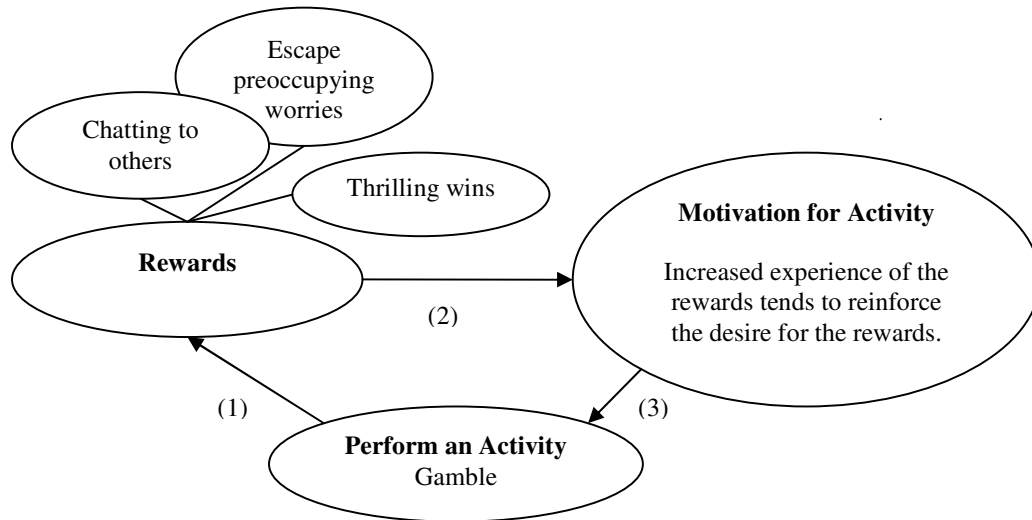 Escape
preoccupying
worries
Chatting to
others
Thrilling wins
Rewards
Motivation for Activity
Increased experience of the
rewards tends to reinforce
the desire for the rewards.
(2)
(1)
(3)
Perform an Activity
Gamble